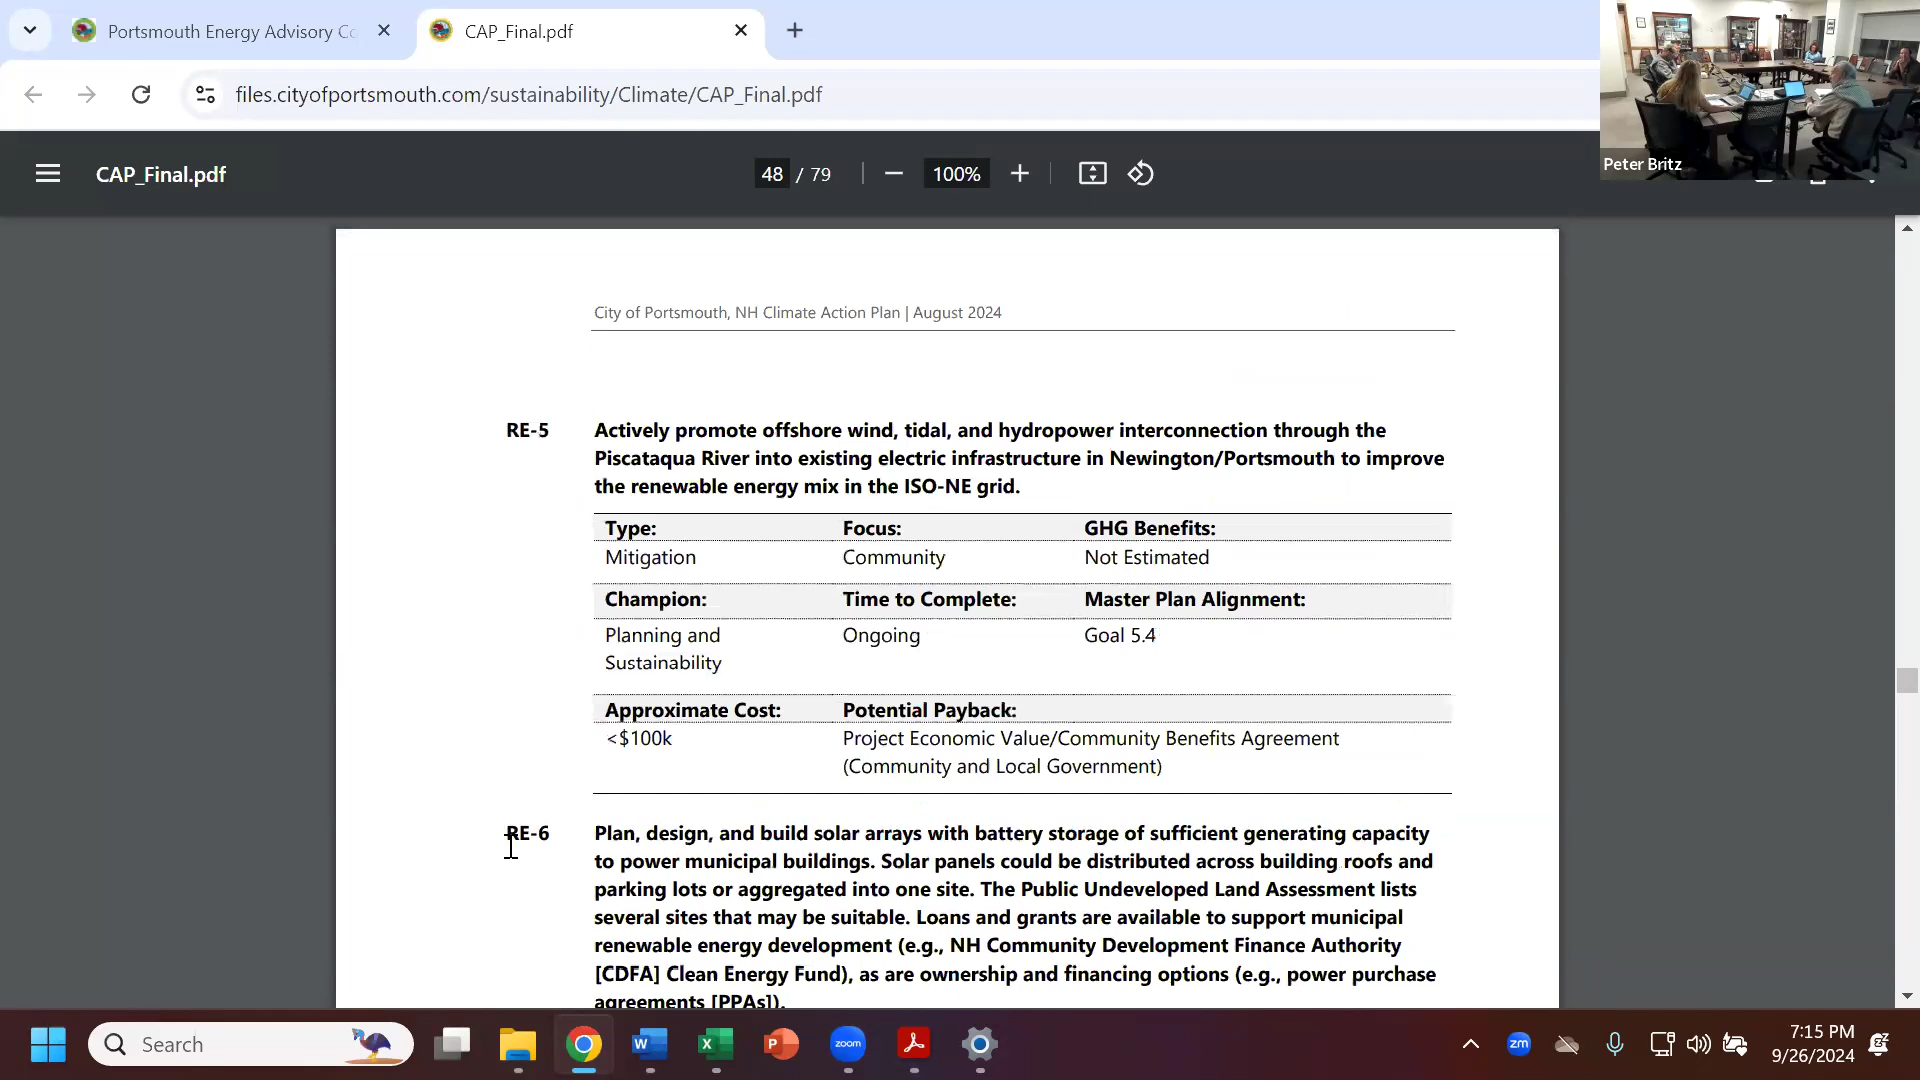 Portsmouth Energy Advisory Co
CAP_Final.pdf
files.cityofportsmouth.com/sustainability/Climate/CAP_Final.pdf
Peter Britz
CAP_Final.pdf
48 / 79
100%
City of Portsmouth, NH Climate Action Plan | August 2024
RE-5
Actively promote offshore wind, tidal, and hydropower interconnection through the
Piscataqua River into existing electric infrastructure in Newington/Portsmouth to improve
the renewable energy mix in the ISO-NE grid.
Type: Focus: GHG Benefits:
Mitigation Community Not Estimated
Champion: Time to Complete: Master Plan Alignment:
Planning and Ongoing Goal 5.4
Sustainability
Approximate Cost: Potential Payback:
<$100k Project Economic Value/Community Benefits Agreement
(Community and Local Government)
RE-6
Plan, design, and build solar arrays with battery storage of sufficient generating capacity
to power municipal buildings. Solar panels could be distributed across building roofs and
parking lots or aggregated into one site. The Public Undeveloped Land Assessment lists
several sites that may be suitable. Loans and grants are available to support municipal
renewable energy development (e.g., NH Community Development Finance Authority
[CDFA] Clean Energy Fund), as are ownership and financing options (e.g., power purchase
agreements [PPAs]).
Search
W
X
P
zoom
zm
7:15 PM
9/26/2024